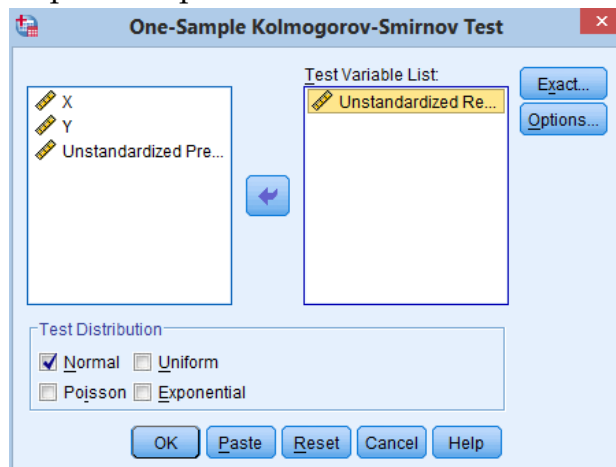 One-Sample Kolmogorov-Smirnov Test
Test Variable List:
X
Y
Unstandardized Pre...
Unstandardized Re...
Exact...
Options...
Test Distribution
Normal Uniform
Poisson Exponential
OK Paste Reset Cancel Help